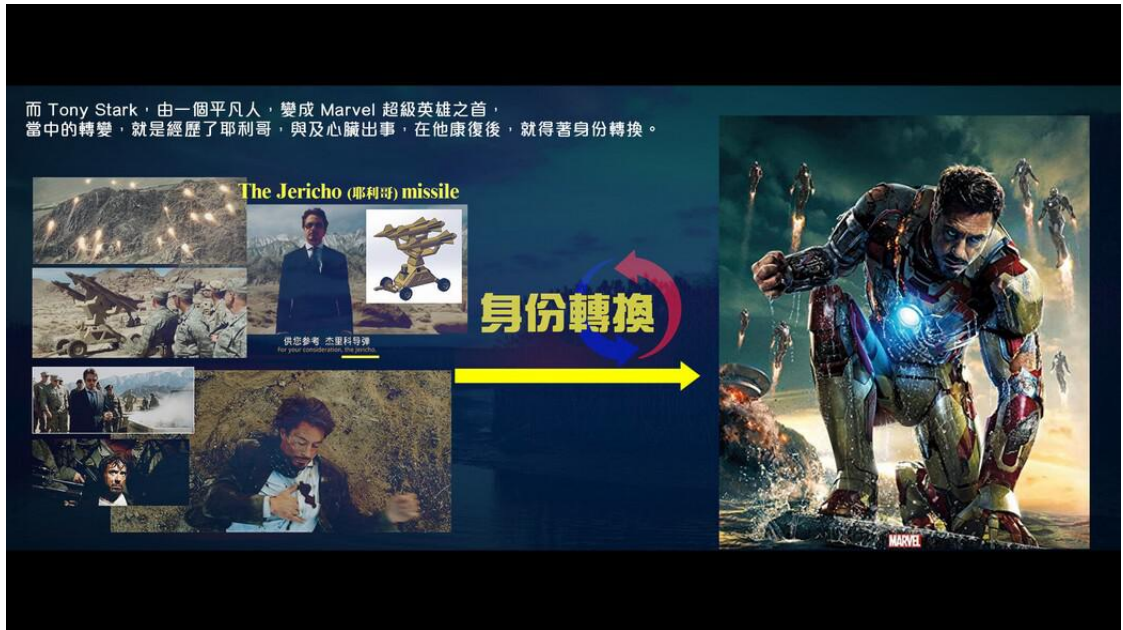 而 Tony Stark，由一個平凡人，變成 Marvel 超級英雄之首，
當中的轉變，就是經歷了耶利哥，與及心臟出事，在他康復後，就得著身份轉換。
The Jericho (耶利哥) missile
供您参考 杰里科导弹
For your consideration, the Jericho.
身份轉換
MARVEL